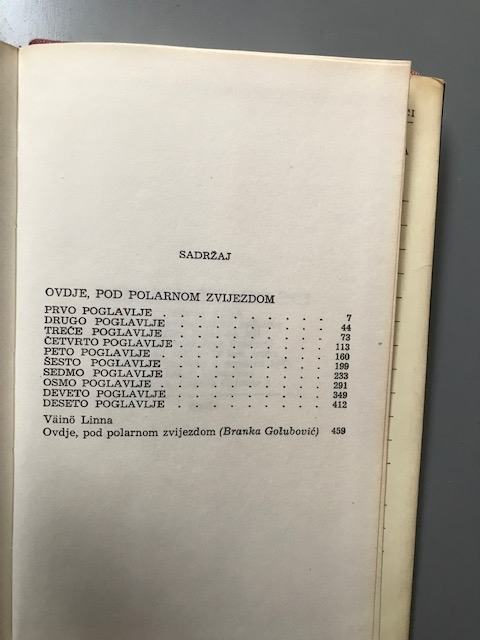 SADRŽAJ
OVDJE, POD POLARNOM ZVIJEZDOM
PRVO POGLAVLJE . . . . . . . . . 7
DRUGO POGLAVLJE . . . . . . . . 44
TREĆE POGLAVLJE . . . . . . . . 73
ČETVRTO POGLAVLJE . . . . . . . 113
PETO POGLAVLJE . . . . . . . . . 160
ŠESTO POGLAVLJE . . . . . . . . 199
SEDMO POGLAVLJE . . . . . . . . 233
OSMO POGLAVLJE . . . . . . . . . 291
DEVETO POGLAVLJE . . . . . . . . 349
DESETO POGLAVLJE . . . . . . . . 412
Väinö Linna
Ovdje, pod polarnom zvijezdom (Branka Golubović) 459